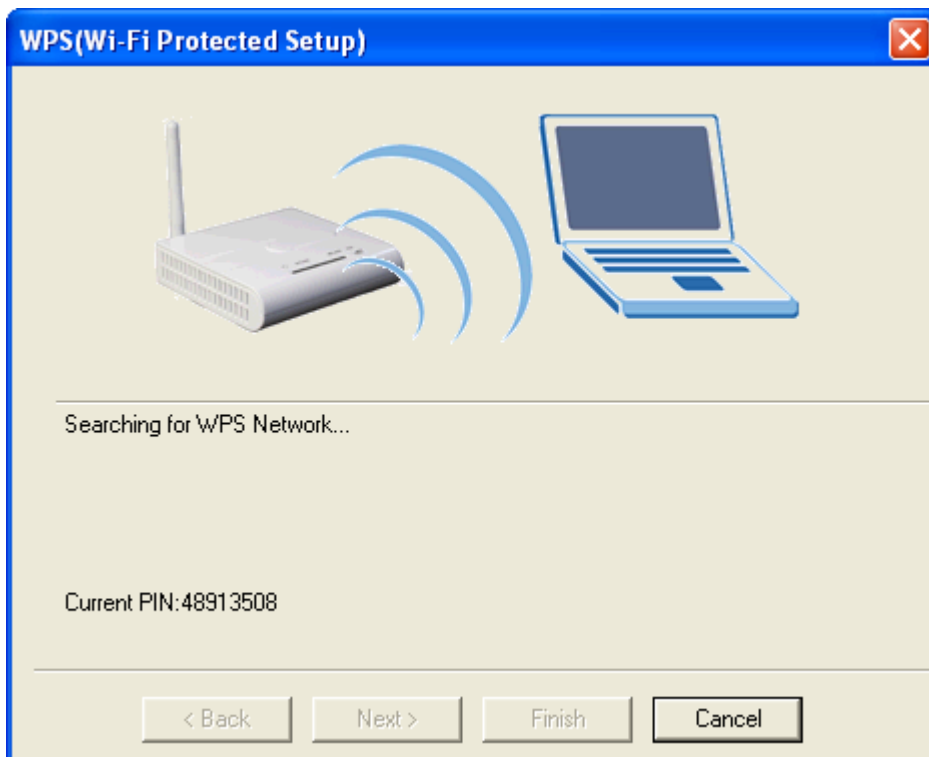 WPS(Wi-Fi Protected Setup)
Searching for WPS Network...
Current PIN:48913508
< Back
Next >
Finish
Cancel